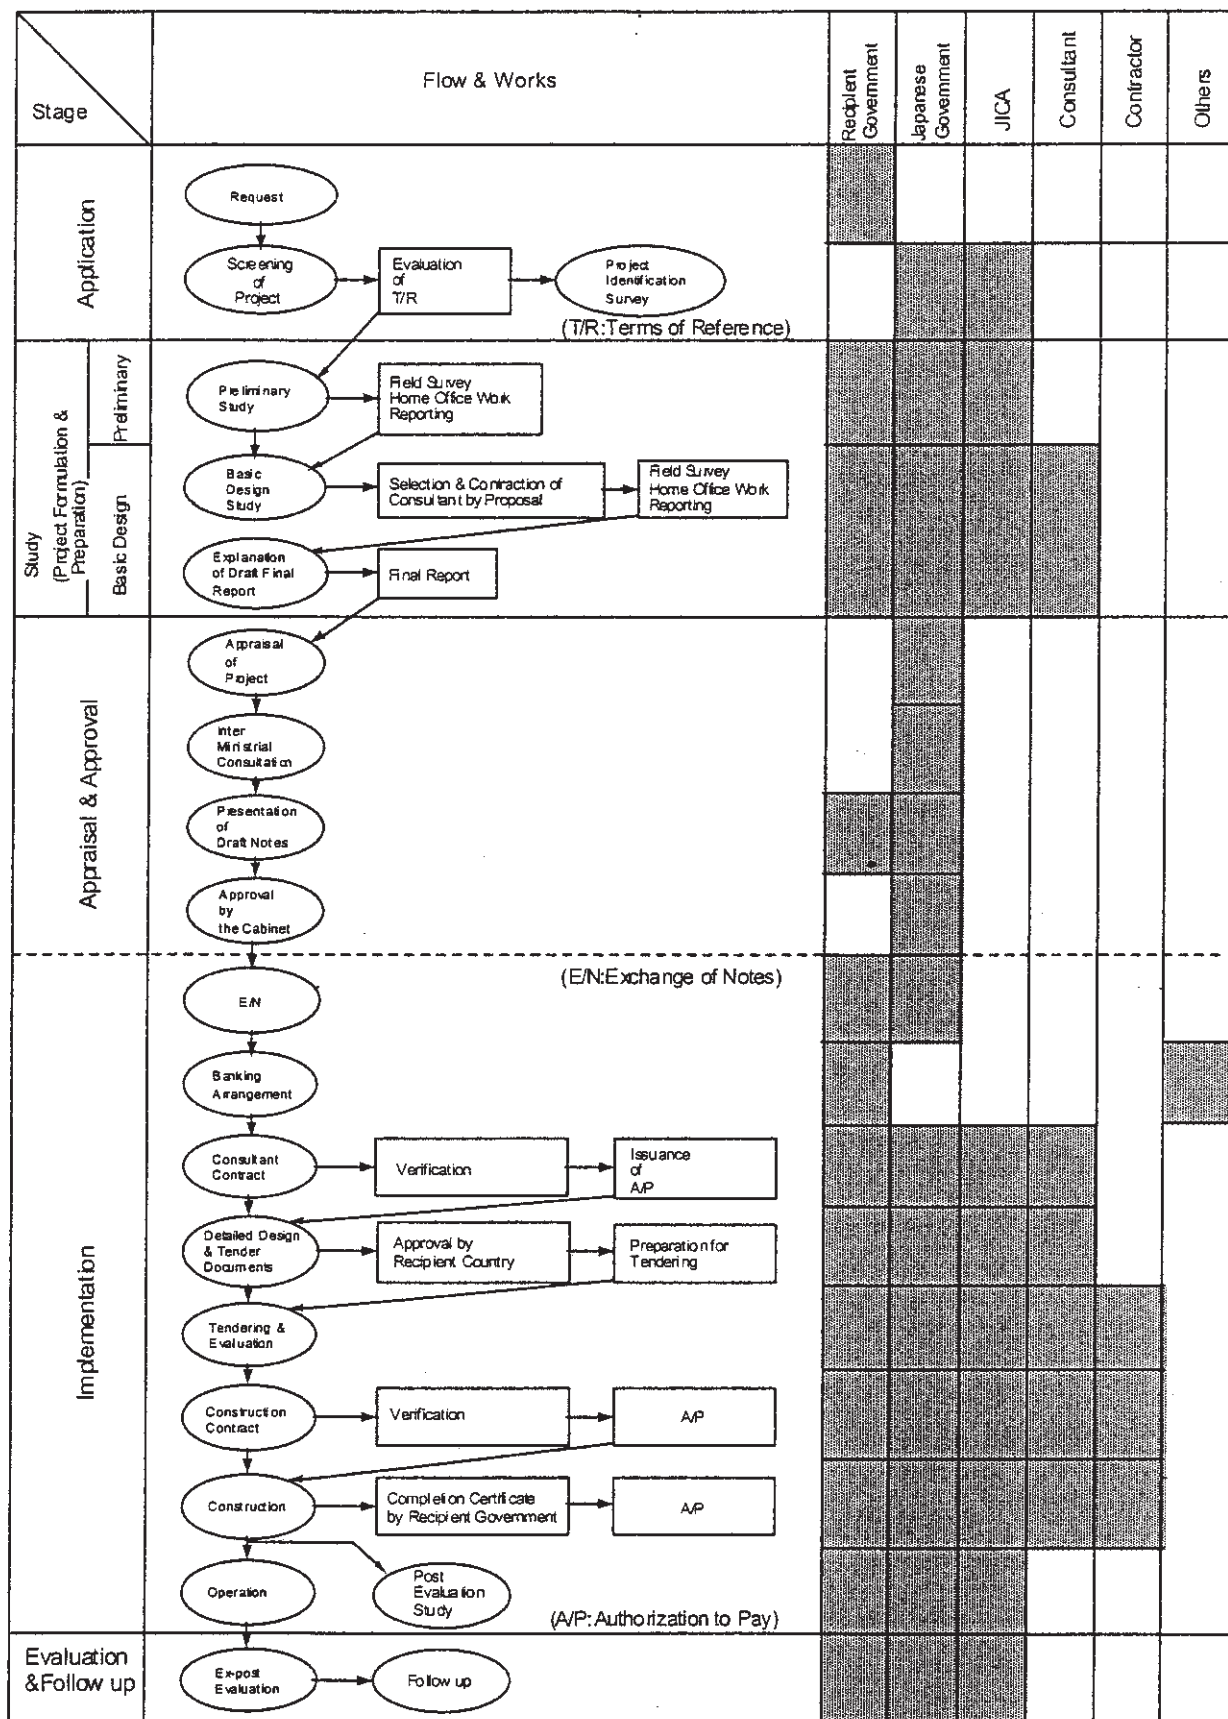 Stage
Flow & Works
Recipient
Government
Japanese
Government
JICA
Consultant
Contractor
Others
Application
Request
Screening
of
Project
Evaluation
of
T/R
Project
Identification
Survey
(T/R:Terms of Reference)
Study
(Project Formulation &
Preparation)
Preliminary
Preliminary
Study
Field Survey
Home Office Work
Reporting
Basic Design
Basic
Design
Study
Selection & Contraction of
Consultant by Proposal
Field Survey
Home Office Work
Reporting
Explanation
of Draft Final
Report
Final Report
Appraisal & Approval
Appraisal
of
Project
Inter
Ministrial
Consultation
Presentation
of
Draft Notes
Approval
by
the Cabinet
Implementation
(E/N:Exchange of Notes)
E/N
Banking
Arrangement
Consultant
Contract
Verification
Issuance
of
A/P
Detailed Design
& Tender
Documents
Approval by
Recipient Country
Preparation for
Tendering
Tendering &
Evaluation
Construction
Contract
Verification
A/P
Construction
Completion Certificate
by Recipient Government
A/P
Operation
Post
Evaluation
Study
(A/P:Authorization to Pay)
Evaluation
&Follow up
Ex-post
Evaluation
Follow up